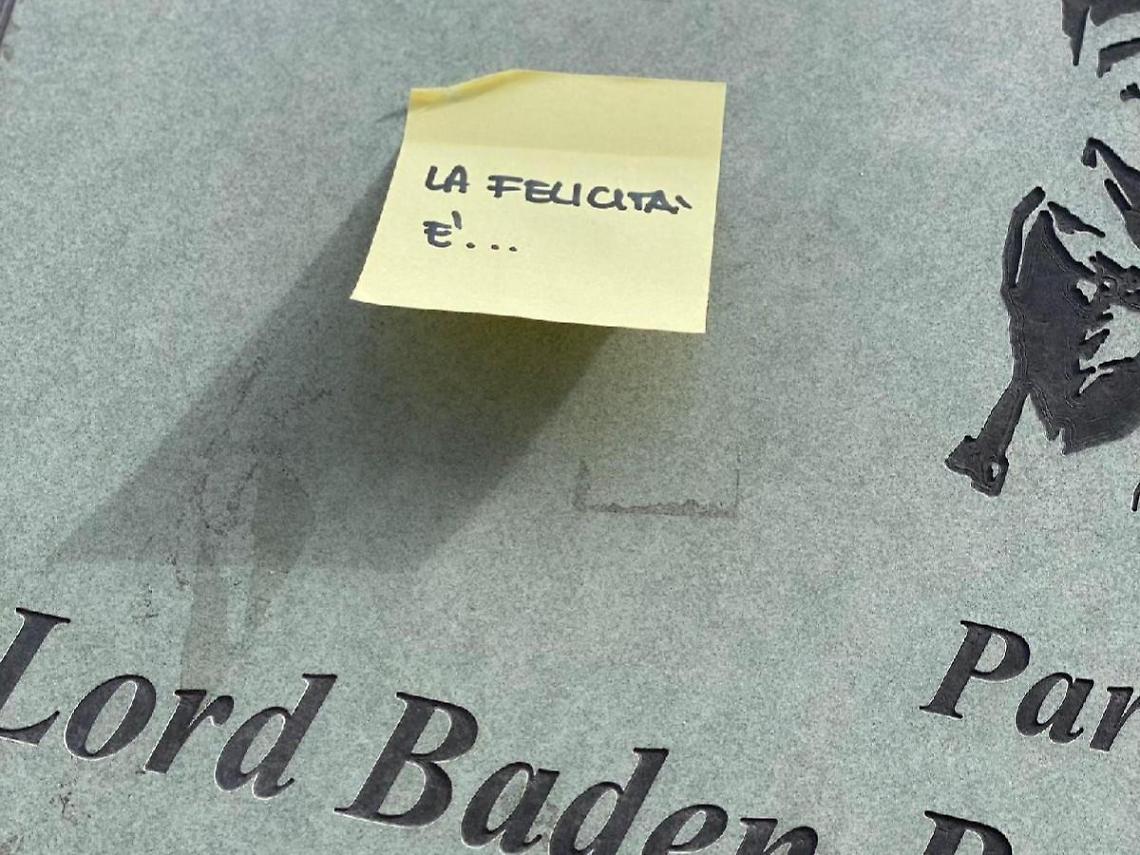 LA FELICITA'
E'...
Lord Baden
Par